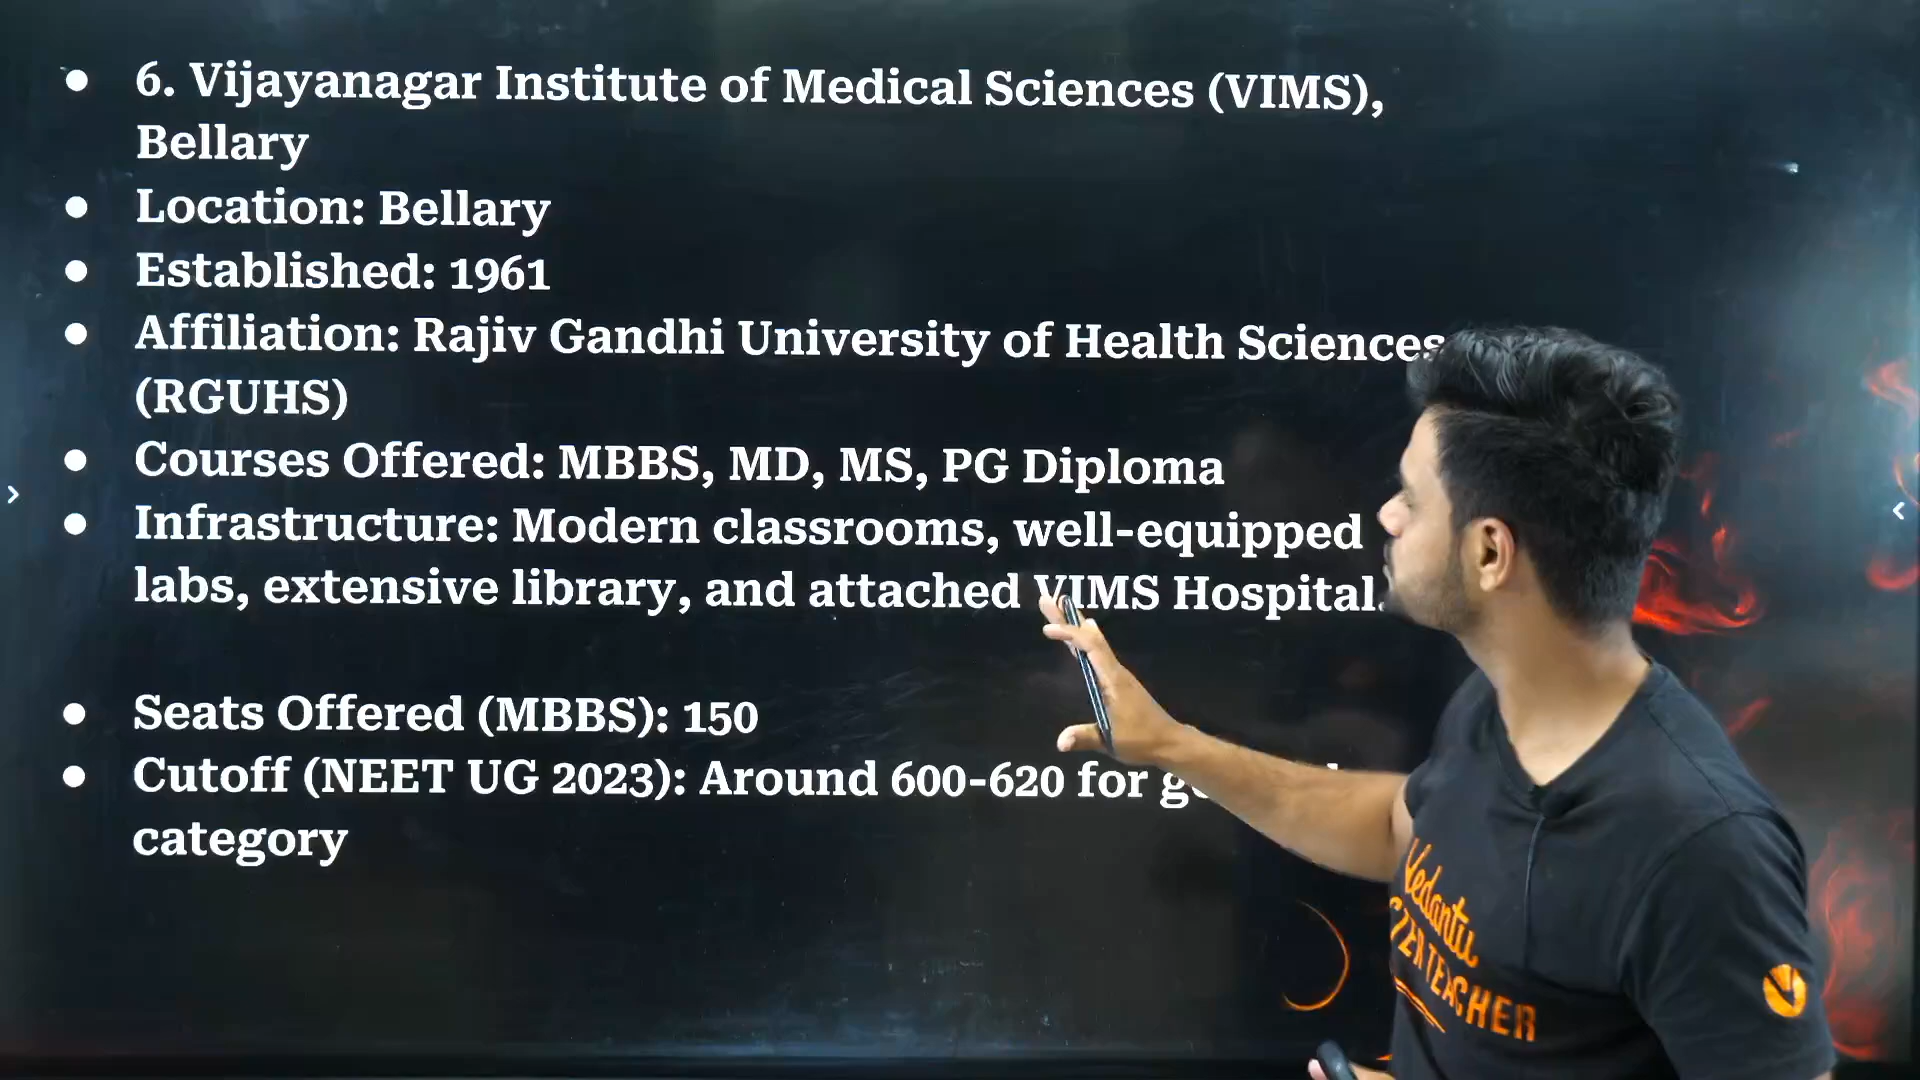 6. Vijayanagar Institute of Medical Sciences (VIMS),
Bellary
Location: Bellary
Established: 1961
Affiliation: Rajiv Gandhi University of Health Sciences
(RGUHS)
Courses Offered: MBBS, MD, MS, PG Diploma
Infrastructure: Modern classrooms, well-equipped
labs, extensive library, and attached VIMS Hospital.
Seats Offered (MBBS): 150
Cutoff (NEET UG 2023): Around 600-620 for
category
Vedantu
TEACHER